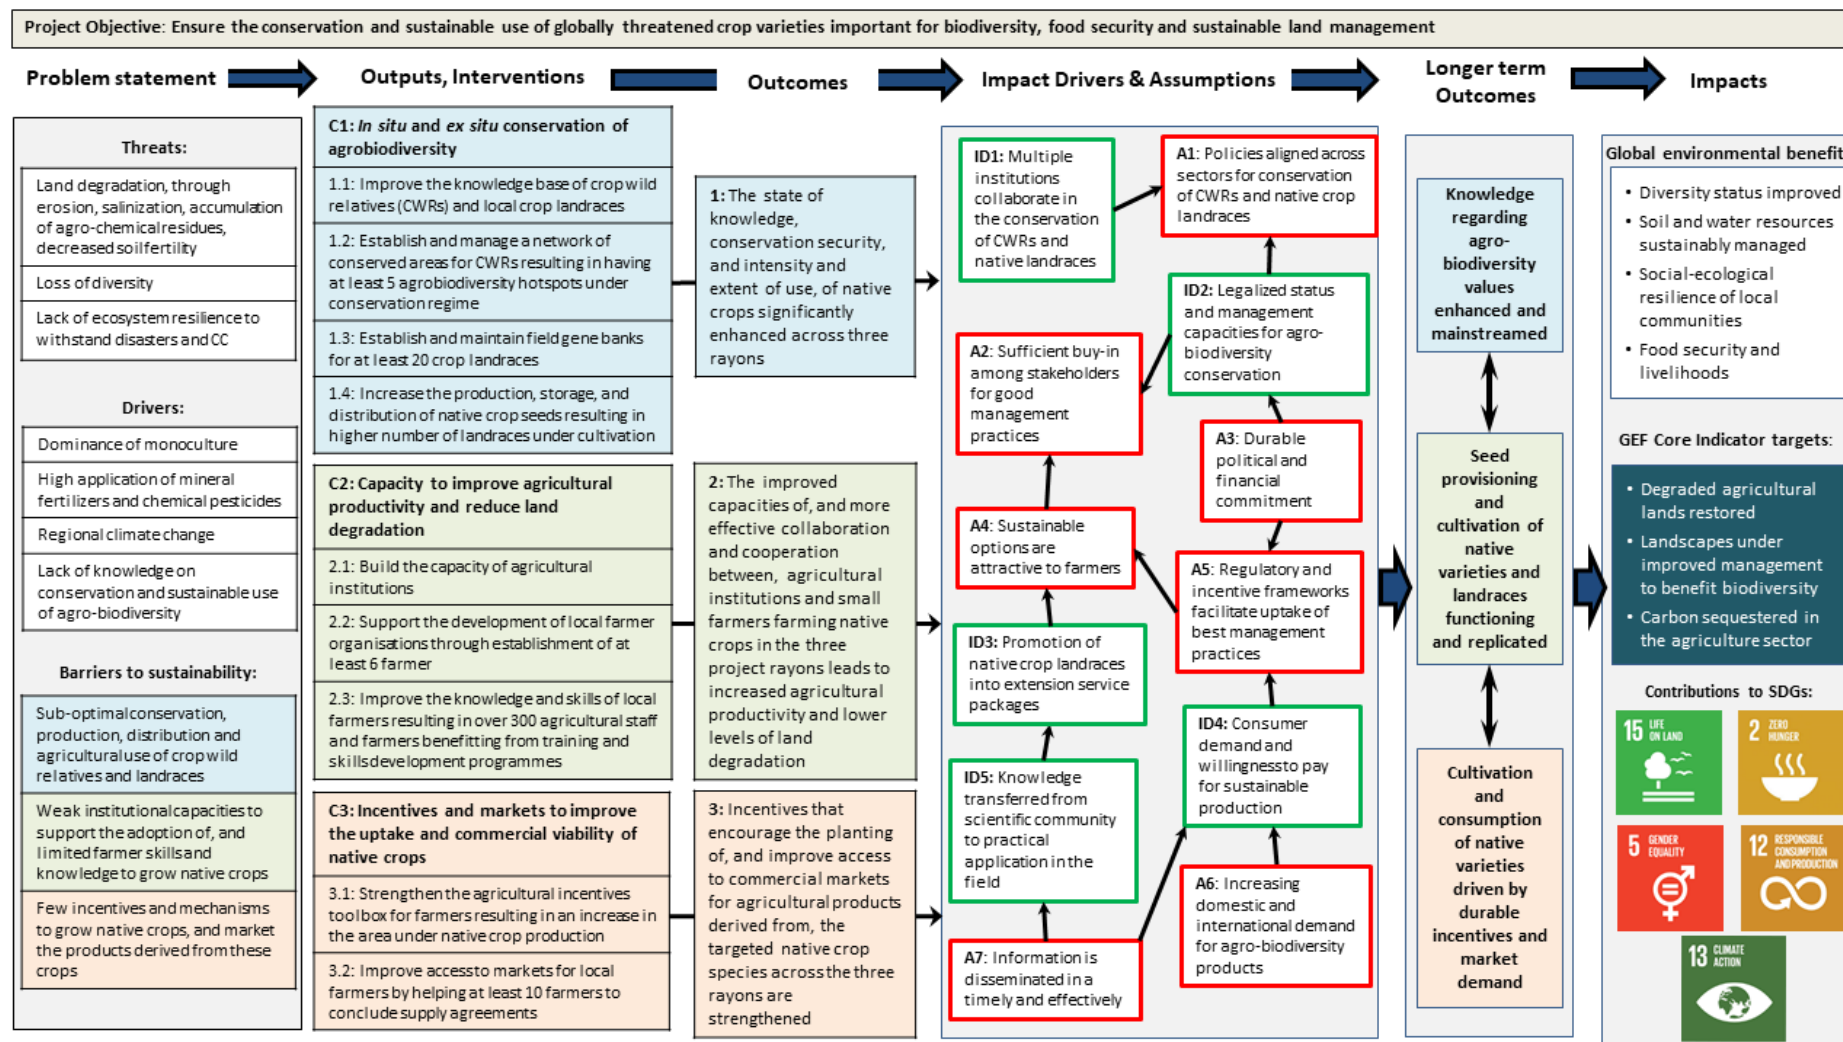 Project Objective: Ensure the conservation and sustainable use of globally threatened crop varieties important for biodiversity, food security and sustainable land management
Problem statement
Outputs, Interventions
Outcomes
Impact Drivers & Assumptions
Longer term
Outcomes
Impacts
Threats:
Land degradation, through
erosion, salinization, accumulation
of agro-chemical residues,
decreased soil fertility
Loss of diversity
Lack of ecosystem resilience to
withstand disasters and CC
Drivers:
Dominance of monoculture
High application of mineral
fertilizers and chemical pesticides
Regional climate change
Lack of knowledge on
conservation and sustainable use
of agro-biodiversity
Barriers to sustainability:
Sub-optimal conservation,
production, distribution and
agricultural use of crop wild
relatives and landraces
Weak institutional capacities to
support the adoption of, and
limited farmer skills and
knowledge to grow native crops
Few incentives and mechanisms
to grow native crops, and market
the products derived from these
crops
C1: In situ and ex situ conservation of
agrobiodiversity
1.1: Improve the knowledge base of crop wild
relatives (CWRs) and local crop landraces
1.2: Establish and manage a network of
conserved areas for CWRs resulting in having
at least 5 agrobiodiversity hotspots under
conservation regime
1.3: Establish and maintain field gene banks
for at least 20 crop landraces
1.4: Increase the production, storage, and
distribution of native crop seeds resulting in
higher number of landraces under cultivation
C2: Capacity to improve agricultural
productivity and reduce land
degradation
2.1: Build the capacity of agricultural
institutions
2.2: Support the development of local farmer
organisations through establishment of at
least 6 farmer
2.3: Improve the knowledge and skills of local
farmers resulting in over 300 agricultural staff
and farmers benefitting from training and
skills development programmes
C3: Incentives and markets to improve
the uptake and commercial viability of
native crops
3.1: Strengthen the agricultural incentives
toolbox for farmers resulting in an increase in
the area under native crop production
3.2: Improve access to markets for local
farmers by helping at least 10 farmers to
conclude supply agreements
1: The state of
knowledge,
conservation security,
and intensity and
extent of use, of native
crops significantly
enhanced across three
rayons
2: The improved
capacities of, and more
effective collaboration
and cooperation
between, agricultural
institutions and small
farmers farming native
crops in the three
project rayons leads to
increased agricultural
productivity and lower
levels of land
degradation
3: Incentives that
encourage the planting
of, and improve access
to commercial markets
for agricultural products
derived from, the
targeted native crop
species across the three
rayons are
strengthened
ID1: Multiple
institutions
collaborate in
the conservation
of CWRs and
native landraces
A1: Policies aligned across
sectors for conservation
of CWRs and native crop
landraces
ID2: Legalized status
and management
capacities for agro-
biodiversity
conservation
A2: Sufficient buy-in
among stakeholders
for good
management
practices
A3: Durable
political and
financial
commitment
A4: Sustainable
options are
attractive to farmers
A5: Regulatory and
incentive frameworks
facilitate uptake of
best management
practices
ID3: Promotion of
native crop landraces
into extension service
packages
ID4: Consumer
demand and
willingness to pay
for sustainable
production
ID5: Knowledge
transferred from
scientific community
to practical
application in the
field
A6: Increasing
domestic and
international demand
for agro-biodiversity
products
A7: Information is
disseminated in a
timely and effectively
Knowledge
regarding
agro-
biodiversity
values
enhanced and
mainstreamed
Seed
provisioning
and
cultivation of
native
varieties and
landraces
functioning
and replicated
Cultivation
and
consumption
of native
varieties
driven by
durable
incentives and
market
demand
Global environmental benefit
• Diversity status improved
• Soil and water resources
sustainably managed
• Social-ecological
resilience of local
communities
• Food security and
livelihoods
GEF Core Indicator targets:
• Degraded agricultural
lands restored
• Landscapes under
improved management
to benefit biodiversity
• Carbon sequestered in
the agriculture sector
Contributions to SDGs:
15 LIFE
ON LAND
2 ZERO
HUNGER
5 GENDER
EQUALITY
12 RESPONSIBLE
CONSUMPTION
AND PRODUCTION
13 CLIMATE
ACTION